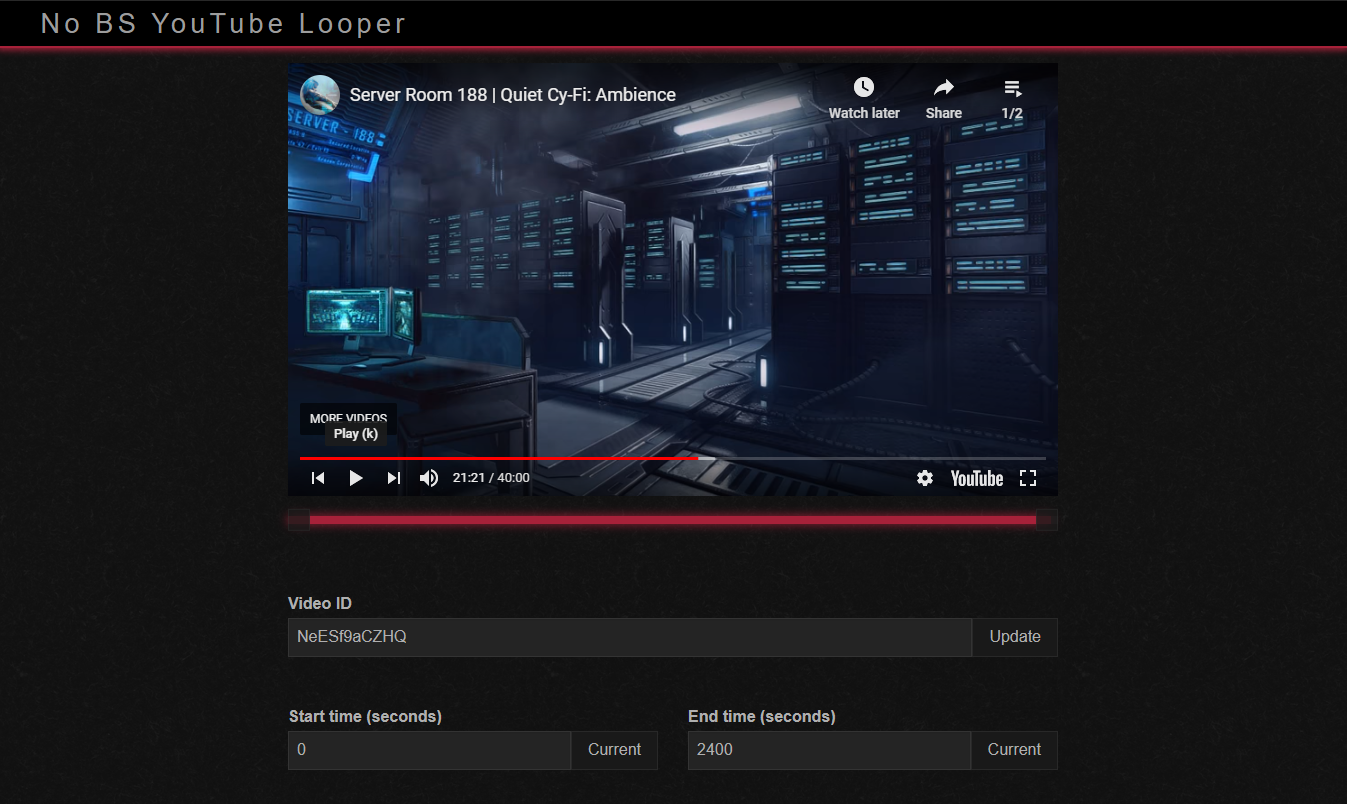 No BS YouTube Looper
Server Room 188 | Quiet Cy-Fi: Ambience
Watch later
Share
1/2
SERVER - 188
MORE VIDEOS
Play (k)
21:21 / 40:00
YouTube
Video ID
NeESf9aCZHQ
Update
Start time (seconds)
End time (seconds)
0
Current
2400
Current